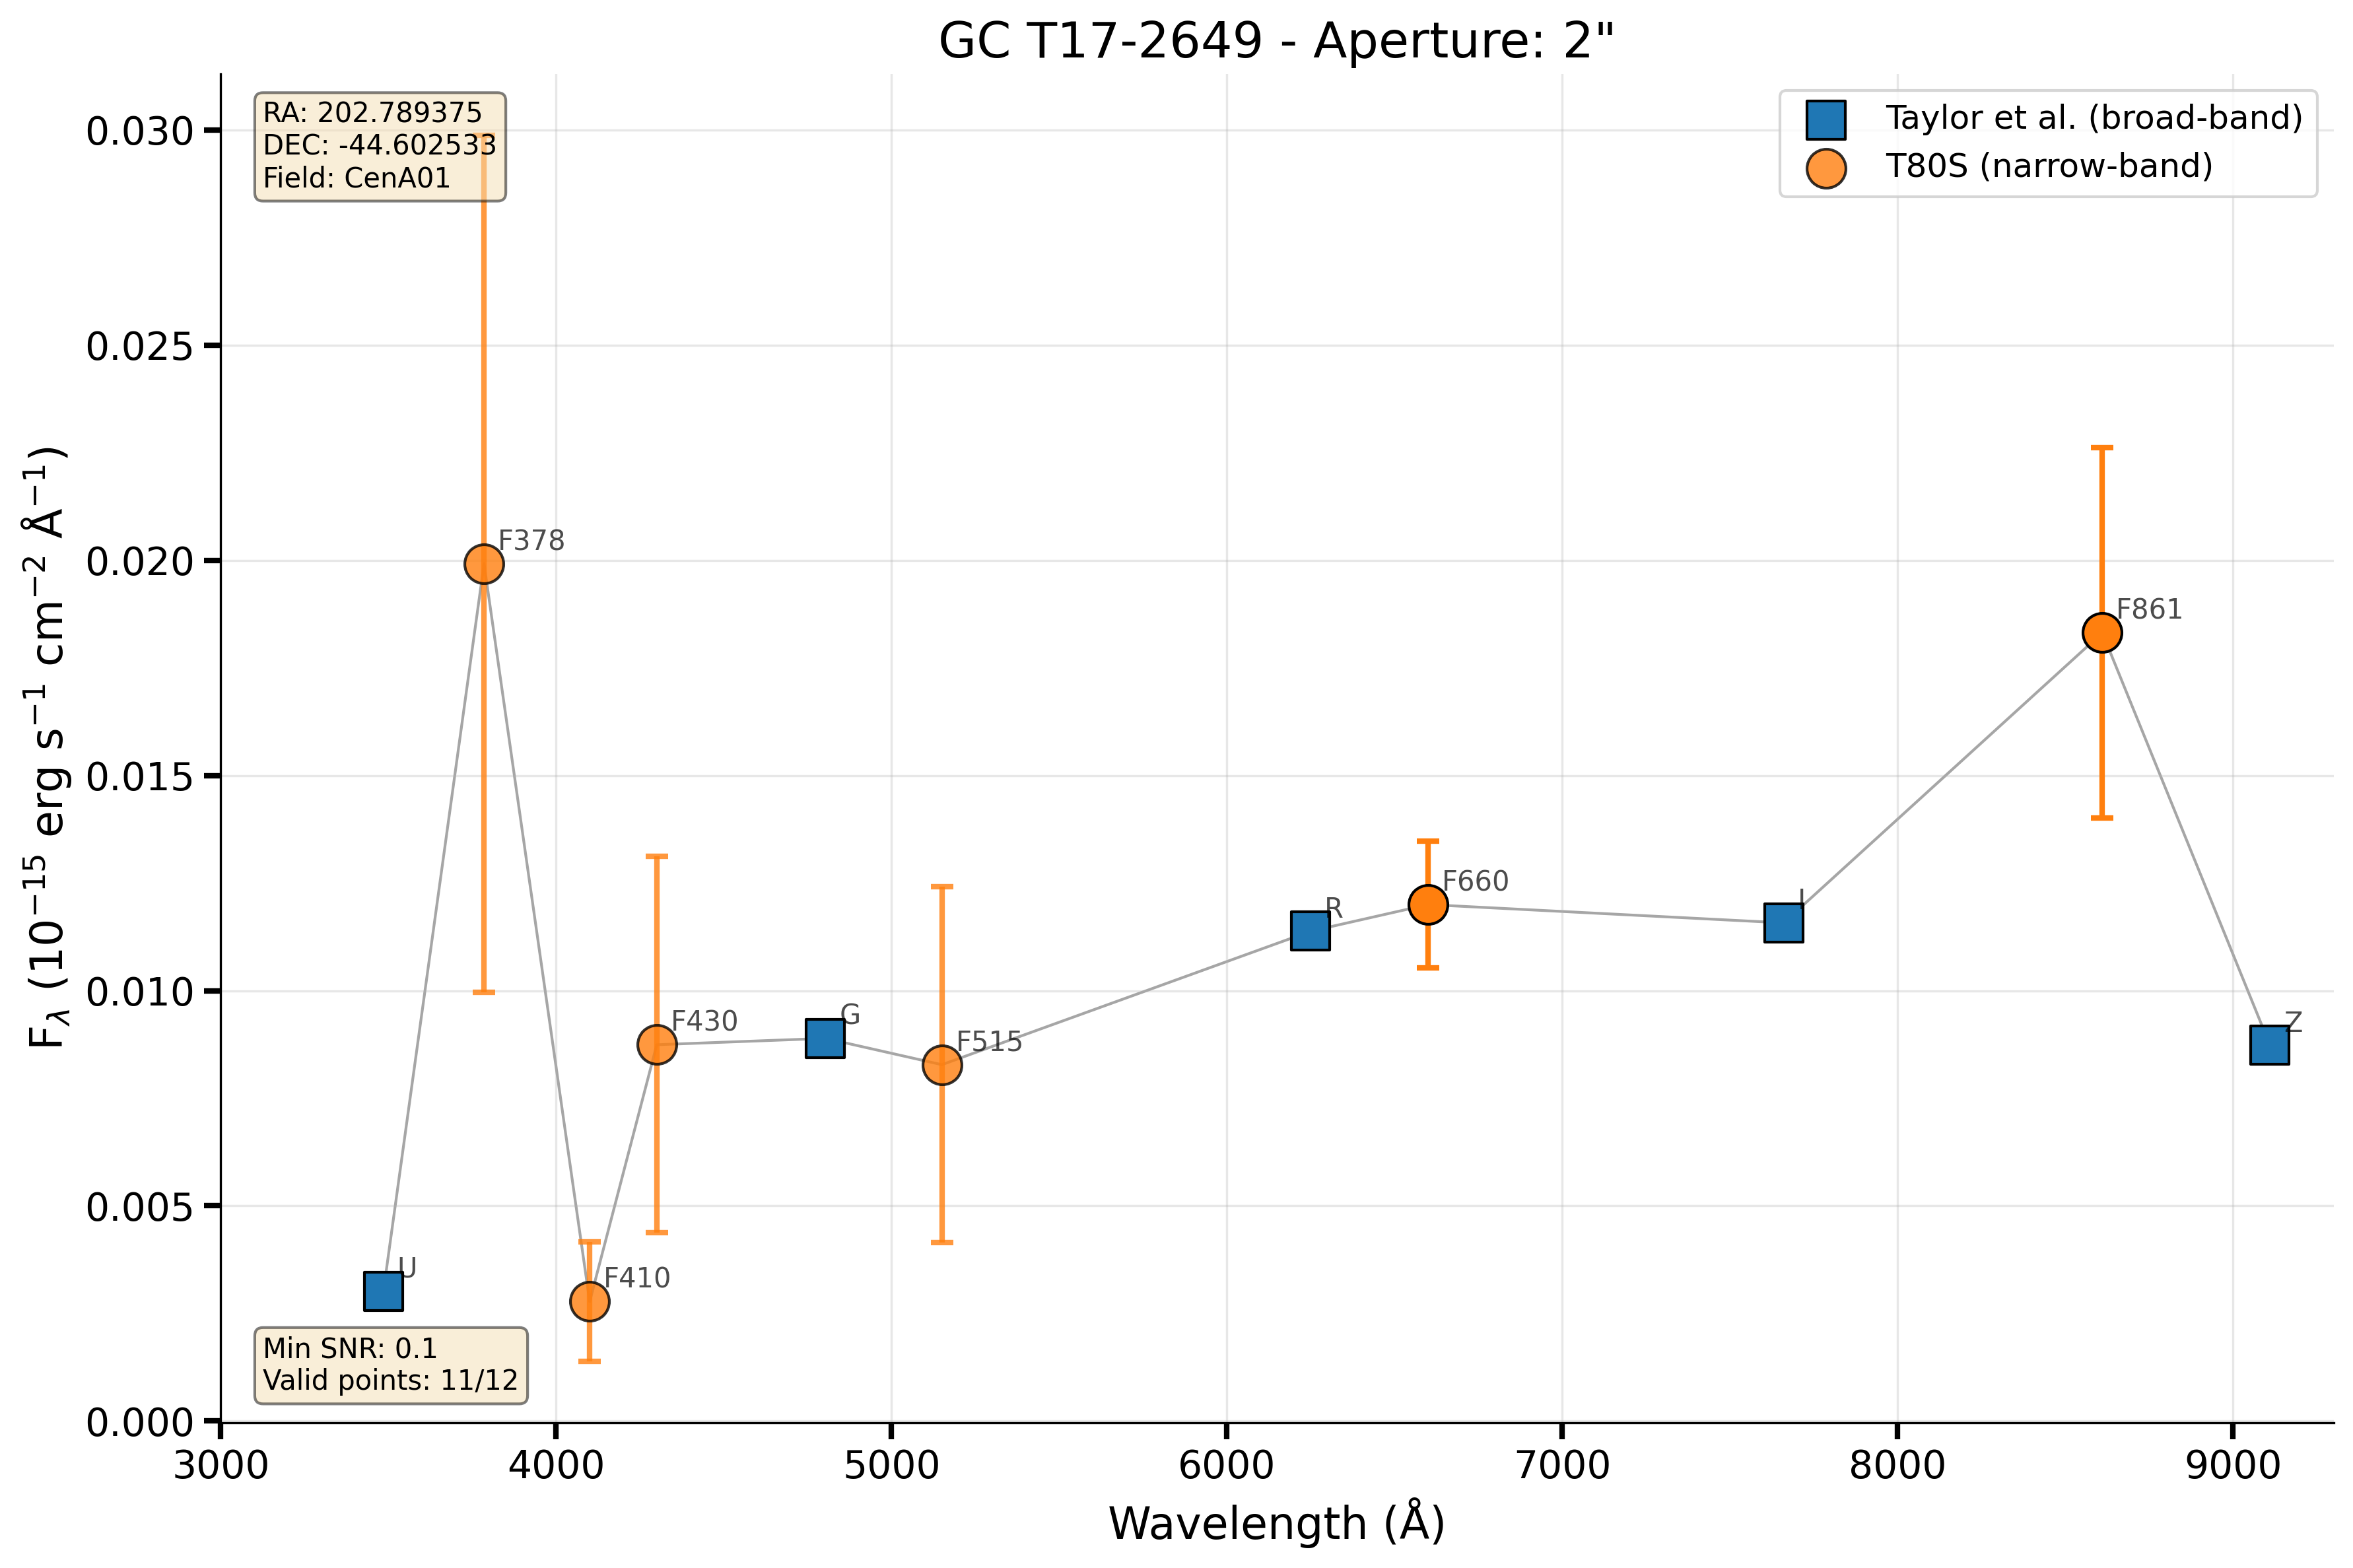 GC T17-2649 - Aperture: 2"
RA: 202.789375
DEC: -44.602533
Field: CenA01
Taylor et al. (broad-band)
T80S (narrow-band)
F_λ (10⁻¹⁵ erg s⁻¹ cm⁻² Å⁻¹)
0.030
0.025
0.020
0.015
0.010
0.005
0.000
U
F378
F410
F430
G
F515
R
F660
I
F861
Z
Min SNR: 0.1
Valid points: 11/12
3000 4000 5000 6000 7000 8000 9000
Wavelength (Å)